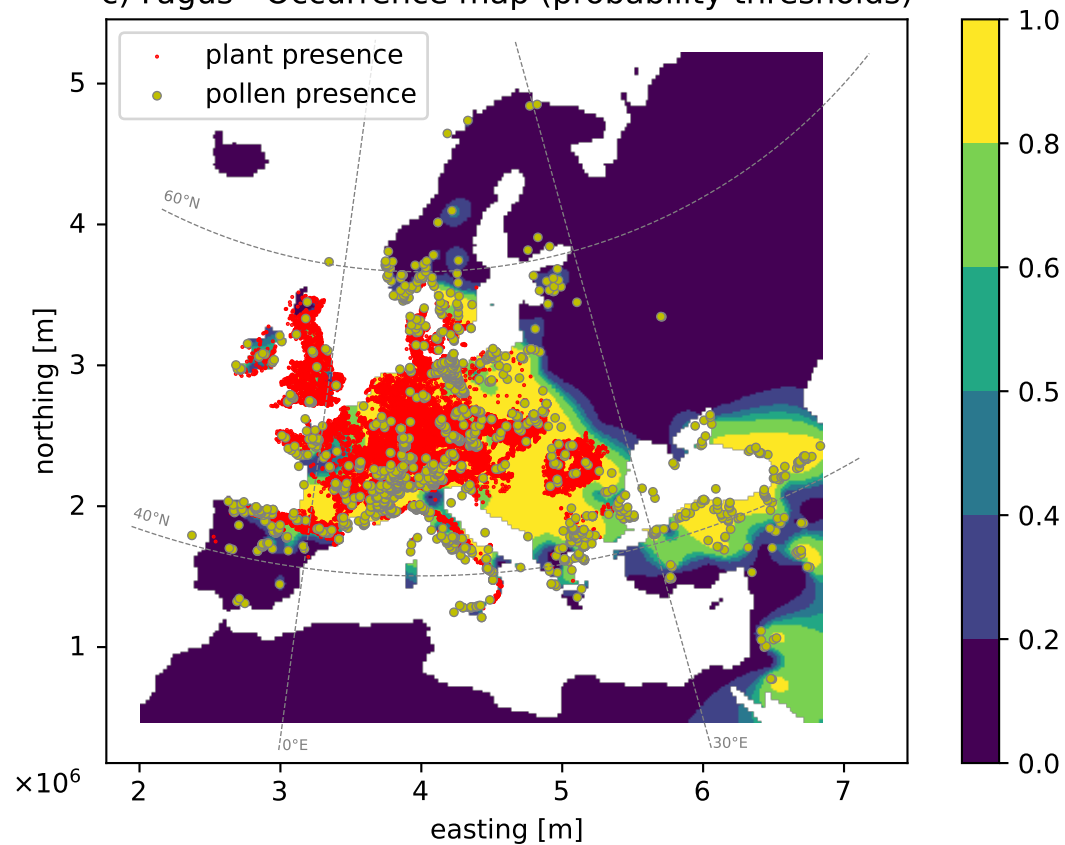 c) Fagus - Occurrence map (probability thresholds)
plant presence
pollen presence
60°N
40°N
0°E
30°E
5
4
3
2
1
northing [m]
×10⁶
2 3 4 5 6 7
easting [m]
1.0
0.8
0.6
0.5
0.4
0.2
0.0